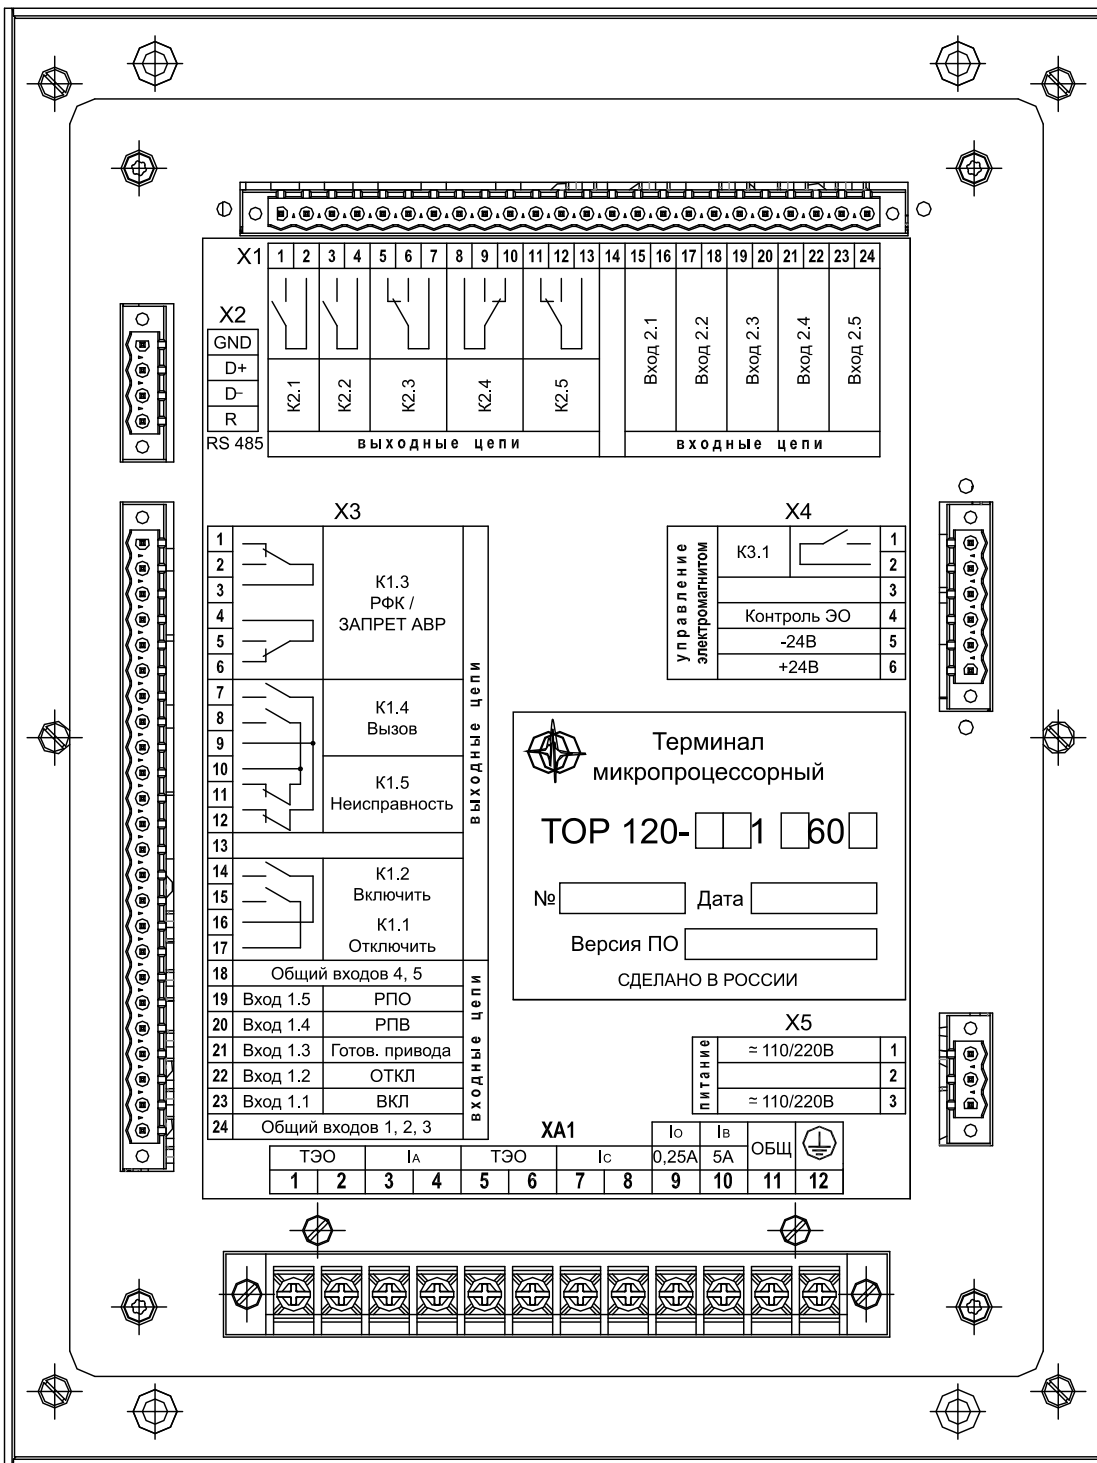 X1 1 2 3 4 5 6 7 8 9 10 11 12 13 14 15 16 17 18 19 20 21 22 23 24
K2.1 K2.2 K2.3 K2.4 K2.5 Вход 2.1 Вход 2.2 Вход 2.3 Вход 2.4 Вход 2.5
выходные цепи входные цепи
X2
GND
D+
D-
R
RS 485
X3
1
2
3
4
5
6
K1.3
РФК /
ЗАПРЕТ АВР
7
8
9
K1.4
Вызов
10
11
12
K1.5
Неисправность
13
14
15
16
17
K1.2
Включить
K1.1
Отключить
выходные цепи
18 Общий входов 4, 5
19 Вход 1.5 РПО
20 Вход 1.4 РПВ
21 Вход 1.3 Готов. привода
22 Вход 1.2 ОТКЛ
23 Вход 1.1 ВКЛ
24 Общий входов 1, 2, 3
входные цепи
X4
управление
электромагнитом
K3.1 1
2
3
Контроль ЭО 4
-24В 5
+24В 6
Терминал
микропроцессорный
ТОР 120- 1 60
№ Дата
Версия ПО
СДЕЛАНО В РОССИИ
X5
питание
≈ 110/220В 1
2
≈ 110/220В 3
XA1
ТЭО IA ТЭО IC IO 0,25А IB 5А ОБЩ
1 2 3 4 5 6 7 8 9 10 11 12